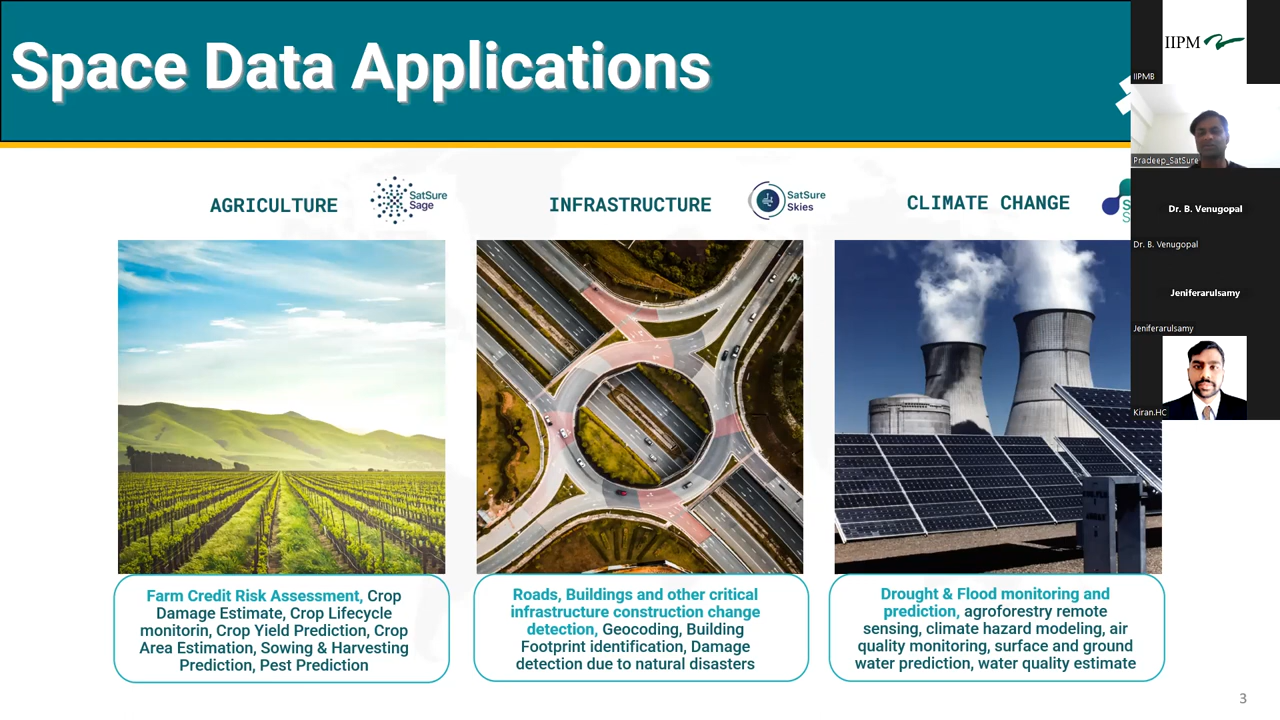 Space Data Applications
IIPM
IIPMB
Pradeep_SatSure
Dr. B. Venugopal
Dr. B. Venugopal
Jeniferarulsamy
Jeniferarulsamy
Kiran.HC
AGRICULTURE
SatSure
Sage
INFRASTRUCTURE
SatSure
Skies
CLIMATE CHANGE
S
S
Farm Credit Risk Assessment, Crop
Damage Estimate, Crop Lifecycle
monitorin, Crop Yield Prediction, Crop
Area Estimation, Sowing & Harvesting
Prediction, Pest Prediction
Roads, Buildings and other critical
infrastructure construction change
detection, Geocoding, Building
Footprint identification, Damage
detection due to natural disasters
Drought & Flood monitoring and
prediction, agroforestry remote
sensing, climate hazard modeling, air
quality monitoring, surface and ground
water prediction, water quality estimate
3